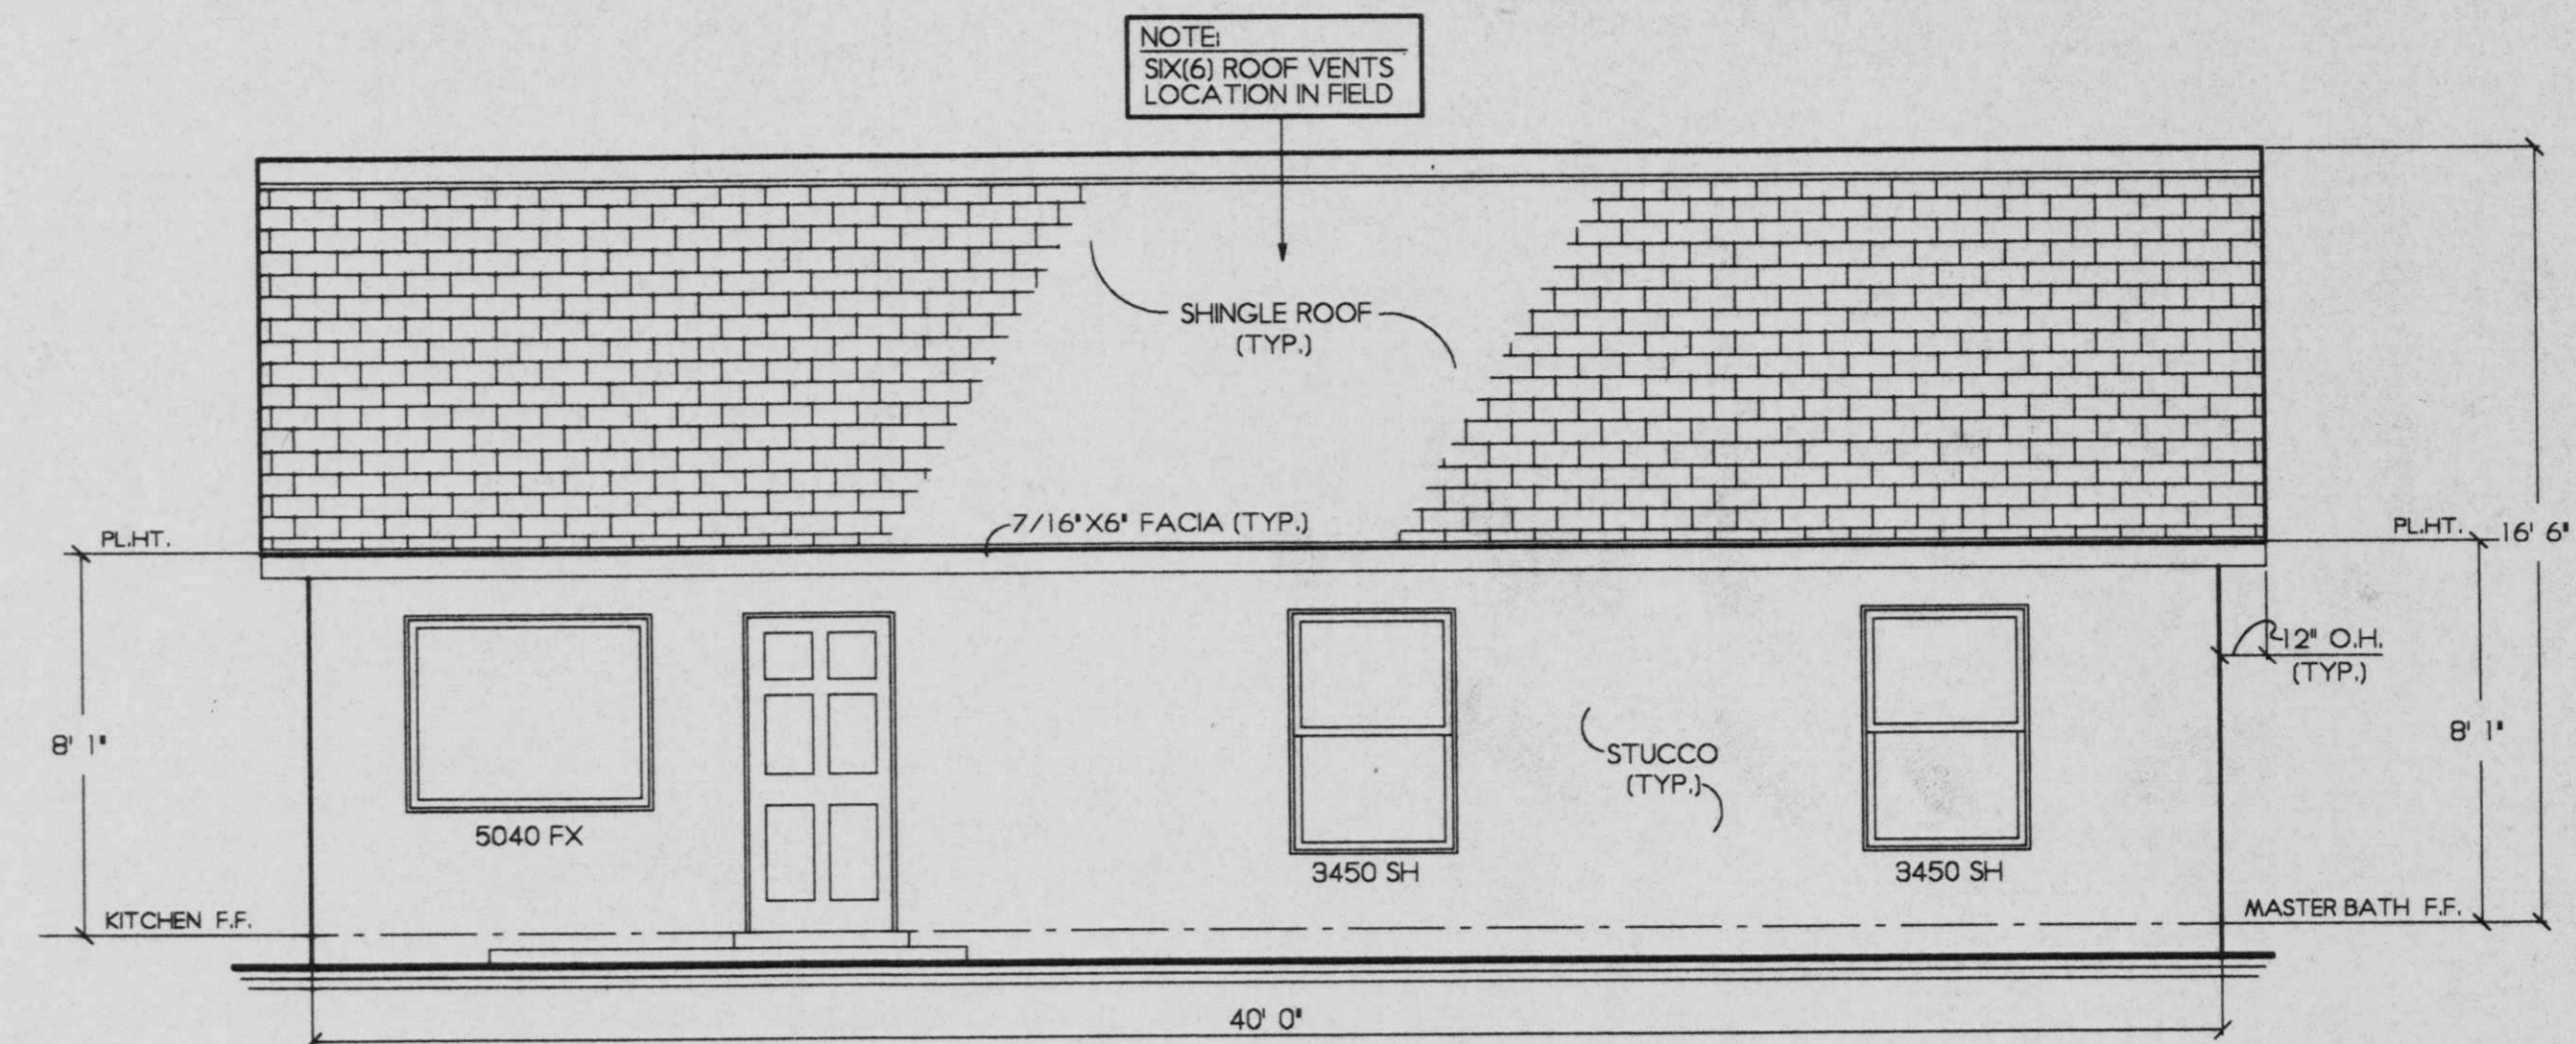 NOTE:
SIX(6) ROOF VENTS
LOCATION IN FIELD
SHINGLE ROOF
(TYP.)
7/16"X6" FACIA (TYP.)
PL.HT.
PL.HT.
16' 6"
12" O.H.
(TYP.)
8' 1"
8' 1"
STUCCO
(TYP.)
5040 FX
3450 SH
3450 SH
KITCHEN F.F.
MASTER BATH F.F.
40' 0"